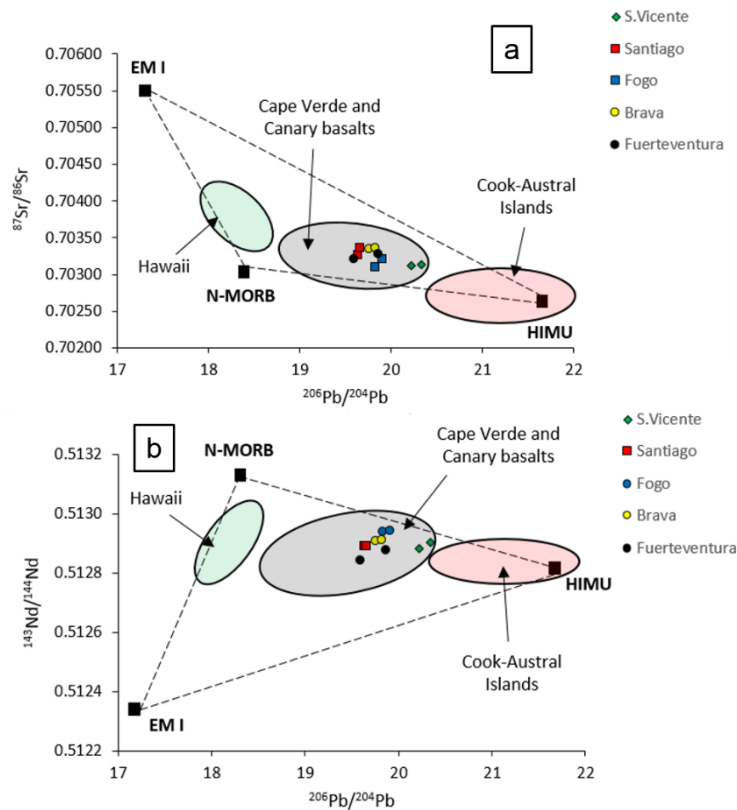 a
S.Vicente
Santiago
Fogo
Brava
Fuerteventura
0.70600
0.70550
0.70500
0.70450
0.70400
0.70350
0.70300
0.70250
0.70200
87Sr/86Sr
EM I
Cape Verde and
Canary basalts
Cook-Austral
Islands
Hawaii
N-MORB
HIMU
17
18
19
20
21
22
206Pb/204Pb
b
S.Vicente
Santiago
Fogo
Brava
Fuerteventura
0.5132
0.5130
0.5128
0.5126
0.5124
0.5122
143Nd/144Nd
N-MORB
Cape Verde and
Canary basalts
Hawaii
HIMU
Cook-Austral
Islands
EM I
17
18
19
20
21
22
206Pb/204Pb